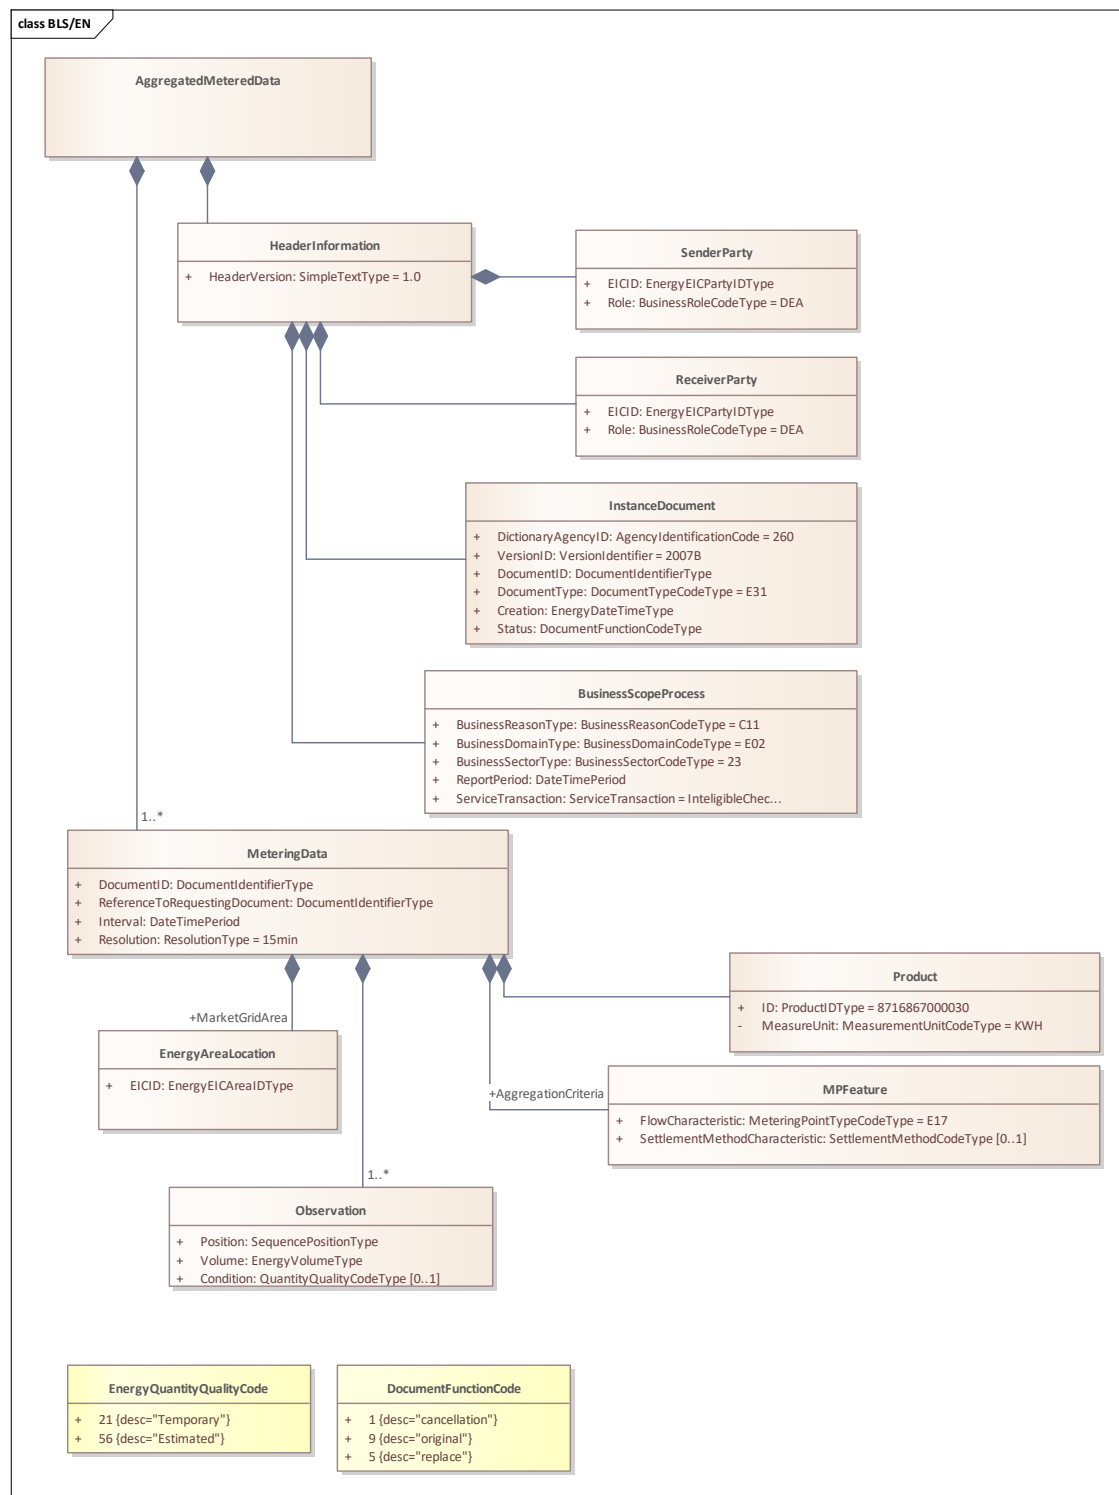 class BLS/EN
AggregatedMeteredData
HeaderInformation
+ HeaderVersion: SimpleTextType = 1.0
SenderParty
+ EICID: EnergyEICPartyIDType
+ Role: BusinessRoleCodeType = DEA
ReceiverParty
+ EICID: EnergyEICPartyIDType
+ Role: BusinessRoleCodeType = DEA
InstanceDocument
+ DictionaryAgencyID: AgencyIdentificationCode = 260
+ VersionID: VersionIdentifier = 2007B
+ DocumentID: DocumentIdentifierType
+ DocumentType: DocumentTypeCodeType = E31
+ Creation: EnergyDateTimeType
+ Status: DocumentFunctionCodeType
BusinessScopeProcess
+ BusinessReasonType: BusinessReasonCodeType = C11
+ BusinessDomainType: BusinessDomainCodeType = E02
+ BusinessSectorType: BusinessSectorCodeType = 23
+ ReportPeriod: DateTimePeriod
+ ServiceTransaction: ServiceTransaction = InteligibleChec...
1..*
MeteringData
+ DocumentID: DocumentIdentifierType
+ ReferenceToRequestingDocument: DocumentIdentifierType
+ Interval: DateTimePeriod
+ Resolution: ResolutionType = 15min
Product
+ ID: ProductIDType = 8716867000030
- MeasureUnit: MeasurementUnitCodeType = KWH
+MarketGridArea
EnergyAreaLocation
+ EICID: EnergyEICAreaIDType
+AggregationCriteria
MPFeature
+ FlowCharacteristic: MeteringPointTypeCodeType = E17
+ SettlementMethodCharacteristic: SettlementMethodCodeType [0..1]
1..*
Observation
+ Position: SequencePositionType
+ Volume: EnergyVolumeType
+ Condition: QuantityQualityCodeType [0..1]
EnergyQuantityQualityCode
+ 21 {desc="Temporary"}
+ 56 {desc="Estimated"}
DocumentFunctionCode
+ 1 {desc="cancellation"}
+ 9 {desc="original"}
+ 5 {desc="replace"}